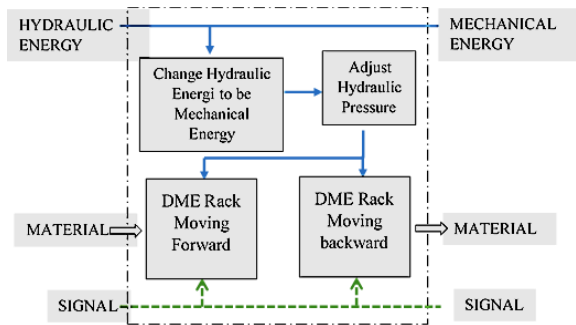 HYDRAULIC
ENERGY
MECHANICAL
ENERGY
Change Hydraulic
Energi to be
Mechanical
Energy
Adjust
Hydraulic
Pressure
DME Rack
Moving
Forward
DME Rack
Moving
backward
MATERIAL
MATERIAL
SIGNAL
SIGNAL